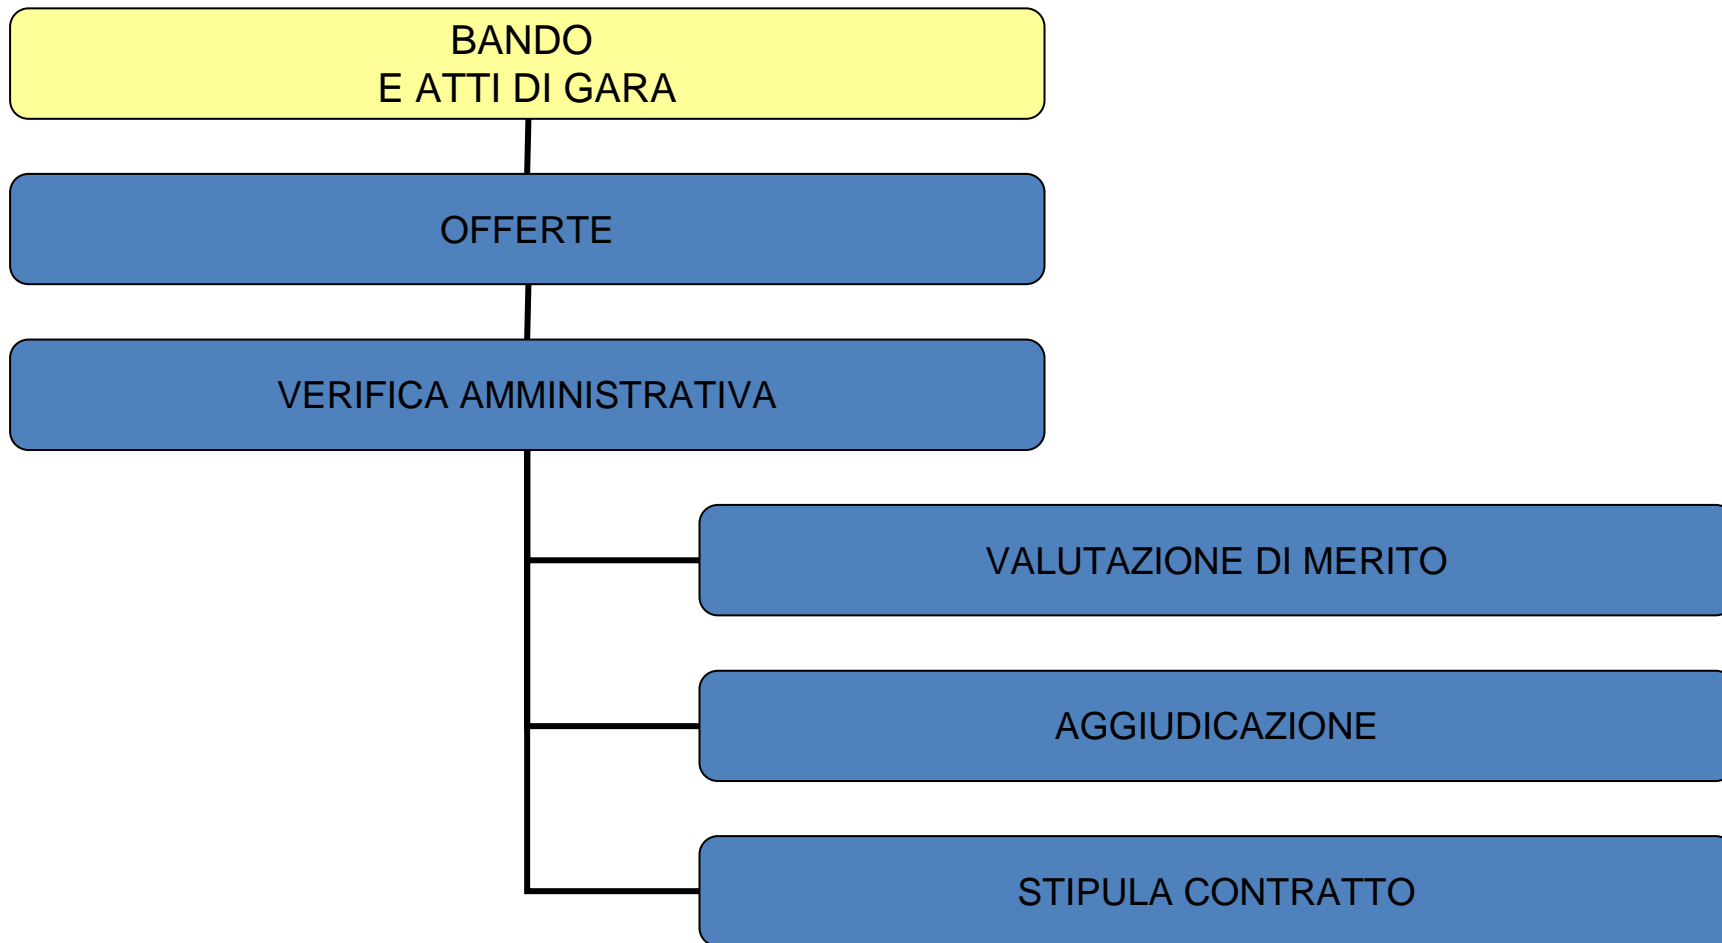 BANDO
E ATTI DI GARA
OFFERTE
VERIFICA AMMINISTRATIVA
VALUTAZIONE DI MERITO
AGGIUDICAZIONE
STIPULA CONTRATTO